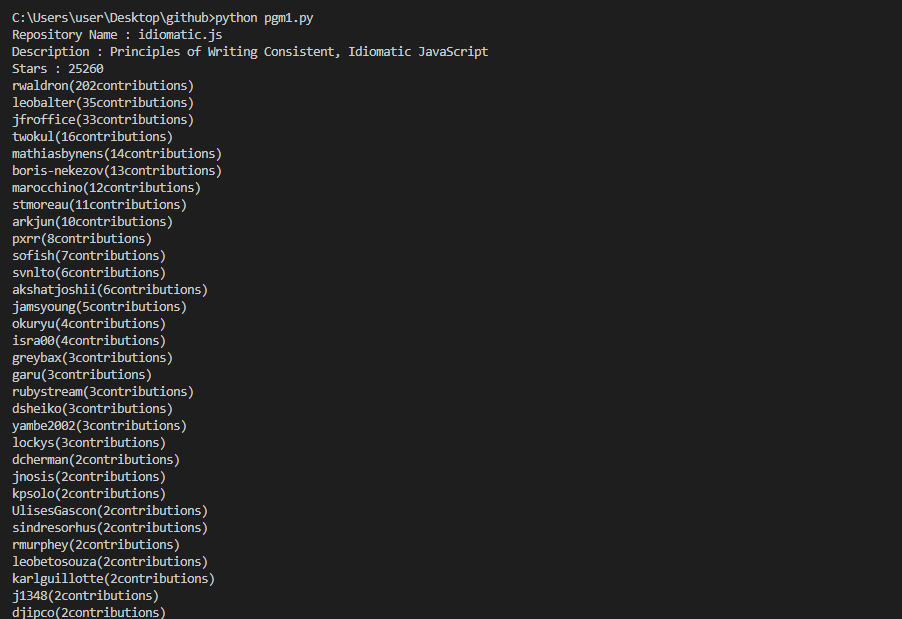 C:\Users\user\Desktop\github>python pgm1.py
Repository Name : idiomatic.js
Description : Principles of Writing Consistent, Idiomatic JavaScript
Stars : 25260
rwaldron(202contributions)
leobalter(35contributions)
jfroffice(33contributions)
twokul(16contributions)
mathiasbynens(14contributions)
boris-nekezov(13contributions)
marocchino(12contributions)
stmoreau(11contributions)
arkjun(10contributions)
pxrr(8contributions)
sofish(7contributions)
svnlto(6contributions)
akshatjoshii(6contributions)
jamsyoung(5contributions)
okuryu(4contributions)
isra00(4contributions)
greybax(3contributions)
garu(3contributions)
rubystream(3contributions)
dsheiko(3contributions)
yambe2002(3contributions)
lockys(3contributions)
dcherman(2contributions)
jnosis(2contributions)
kpsolo(2contributions)
UlisesGascon(2contributions)
sindresorhus(2contributions)
rmurphey(2contributions)
leobetosouza(2contributions)
karlguillotte(2contributions)
j1348(2contributions)
djipco(2contributions)